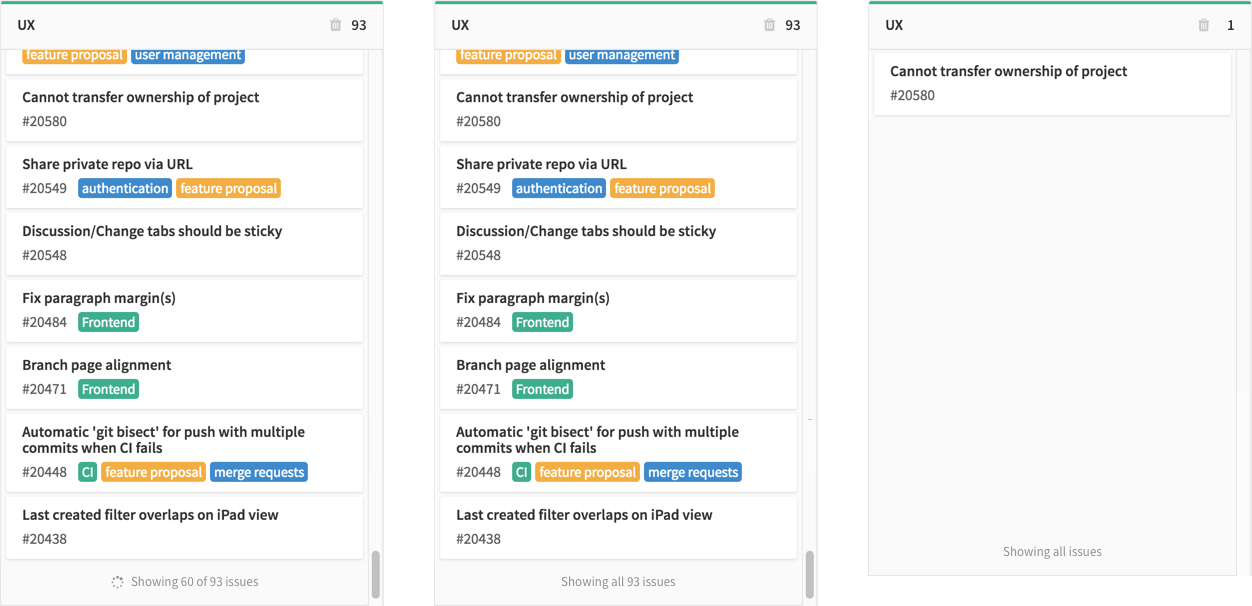 UX 93
feature proposal user management
Cannot transfer ownership of project
#20580
Share private repo via URL
#20549 authentication feature proposal
Discussion/Change tabs should be sticky
#20548
Fix paragraph margin(s)
#20484 Frontend
Branch page alignment
#20471 Frontend
Automatic 'git bisect' for push with multiple
commits when CI fails
#20448 CI feature proposal merge requests
Last created filter overlaps on iPad view
#20438
Showing 60 of 93 issues
UX 93
feature proposal user management
Cannot transfer ownership of project
#20580
Share private repo via URL
#20549 authentication feature proposal
Discussion/Change tabs should be sticky
#20548
Fix paragraph margin(s)
#20484 Frontend
Branch page alignment
#20471 Frontend
Automatic 'git bisect' for push with multiple
commits when CI fails
#20448 CI feature proposal merge requests
Last created filter overlaps on iPad view
#20438
Showing all 93 issues
UX 1
Cannot transfer ownership of project
#20580
Showing all issues